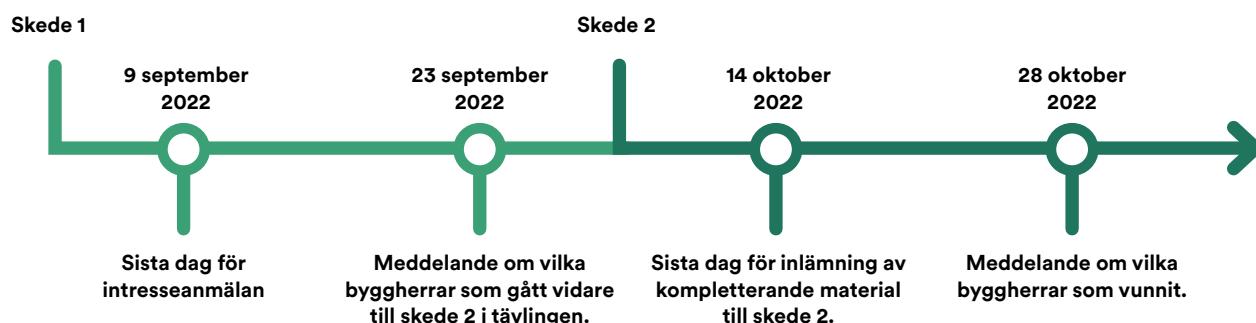 Skede 1
Skede 2
9 september
2022
23 september
2022
14 oktober
2022
28 oktober
2022
Sista dag för
intresseanmälan
Meddelande om vilka
byggherrar som gått vidare
till skede 2 i tävlingen.
Sista dag för inlämning av
kompletterande material
till skede 2.
Meddelande om vilka
byggherrar som vunnit.